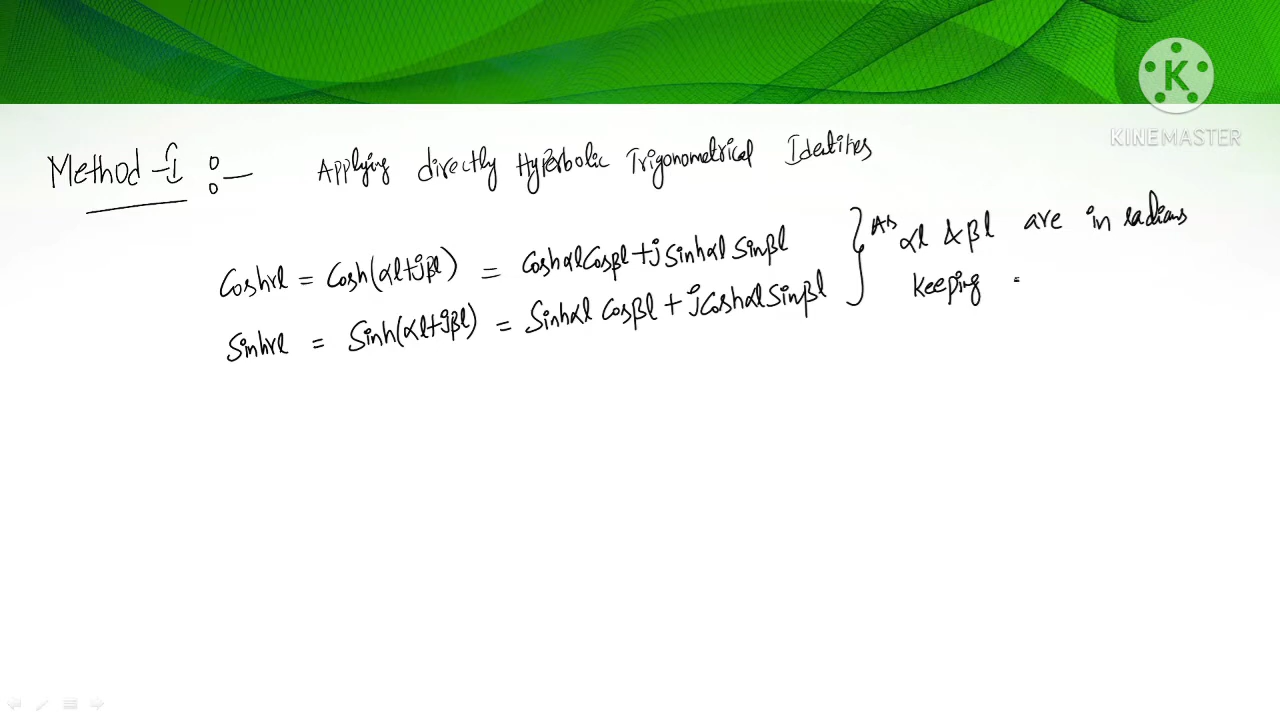 K
KINEMASTER
Method-I :- Applying directly Hyperbolic Trigonometrical Identities
Coshγl = Cosh(αl+jβl) = Coshαl Cosβl + j Sinhαl Sinβl } As αl & βl are in radians
Sinhγl = Sinh(αl+jβl) = Sinhαl Cosβl + j Coshαl Sinβl keeping